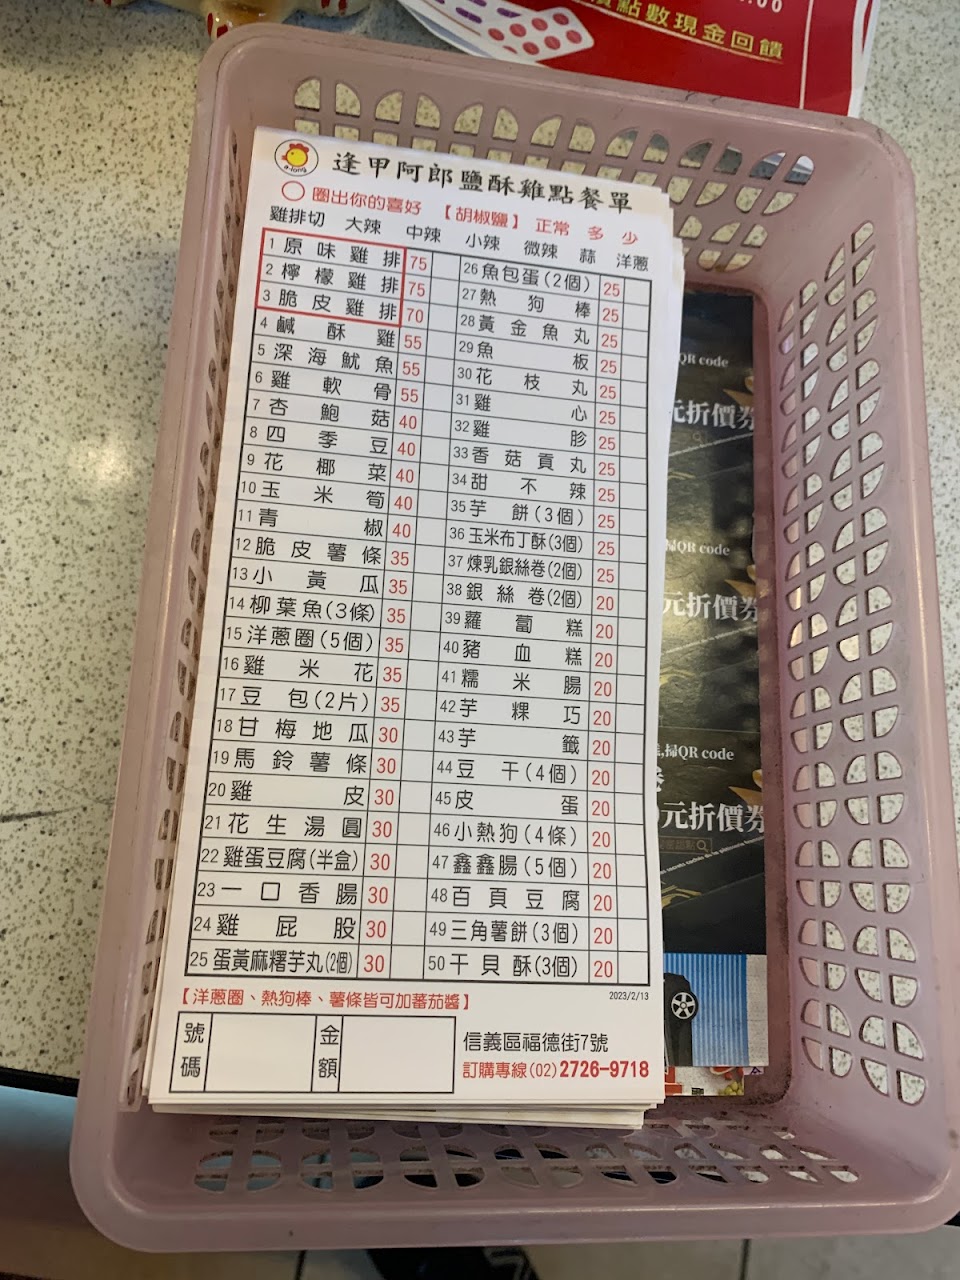 點數現金回饋
a-long
逢甲阿郎鹽酥雞點餐單
圈出你的喜好 【胡椒鹽】 正常 多 少
雞排切 大辣 中辣 小辣 微辣 蒜 洋蔥
1 原味雞排 75
2 檸檬雞排 75
3 脆皮雞排 70
4 鹹酥雞 55
5 深海魷魚 55
6 雞軟骨 55
7 杏鮑菇 40
8 四季豆 40
9 花椰菜 40
10 玉米筍 40
11 青椒 40
12 脆皮薯條 35
13 小黃瓜 35
14 柳葉魚(3條) 35
15 洋蔥圈(5個) 35
16 雞米花 35
17 豆包(2片) 35
18 甘梅地瓜 30
19 馬鈴薯條 30
20 雞皮 30
21 花生湯圓 30
22 雞蛋豆腐(半盒) 30
23 一口香腸 30
24 雞屁股 30
25 蛋黃麻糬芋丸(2個) 30
26 魚包蛋(2個) 25
27 熱狗棒 25
28 黃金魚丸 25
29 魚板 25
30 花枝丸 25
31 雞心 25
32 雞胗 25
33 香菇貢丸 25
34 甜不辣 25
35 芋餅(3個) 25
36 玉米布丁酥(3個) 25
37 煉乳銀絲卷(2個) 25
38 銀絲卷(2個) 20
39 蘿蔔糕 20
40 豬血糕 20
41 糯米腸 20
42 芋粿巧 20
43 芋籤 20
44 豆干(4個) 20
45 皮蛋 20
46 小熱狗(4條) 20
47 鑫鑫腸(5個) 20
48 百頁豆腐 20
49 三角薯餅(3個) 20
50 干貝酥(3個) 20
【洋蔥圈、熱狗棒、薯條皆可加蕃茄醬】
2023/2/13
號碼 金額
信義區福德街7號
訂購專線(02)2726-9718
QR code
元折價券
掃QR code
元折價券
掃QR code
元折價券